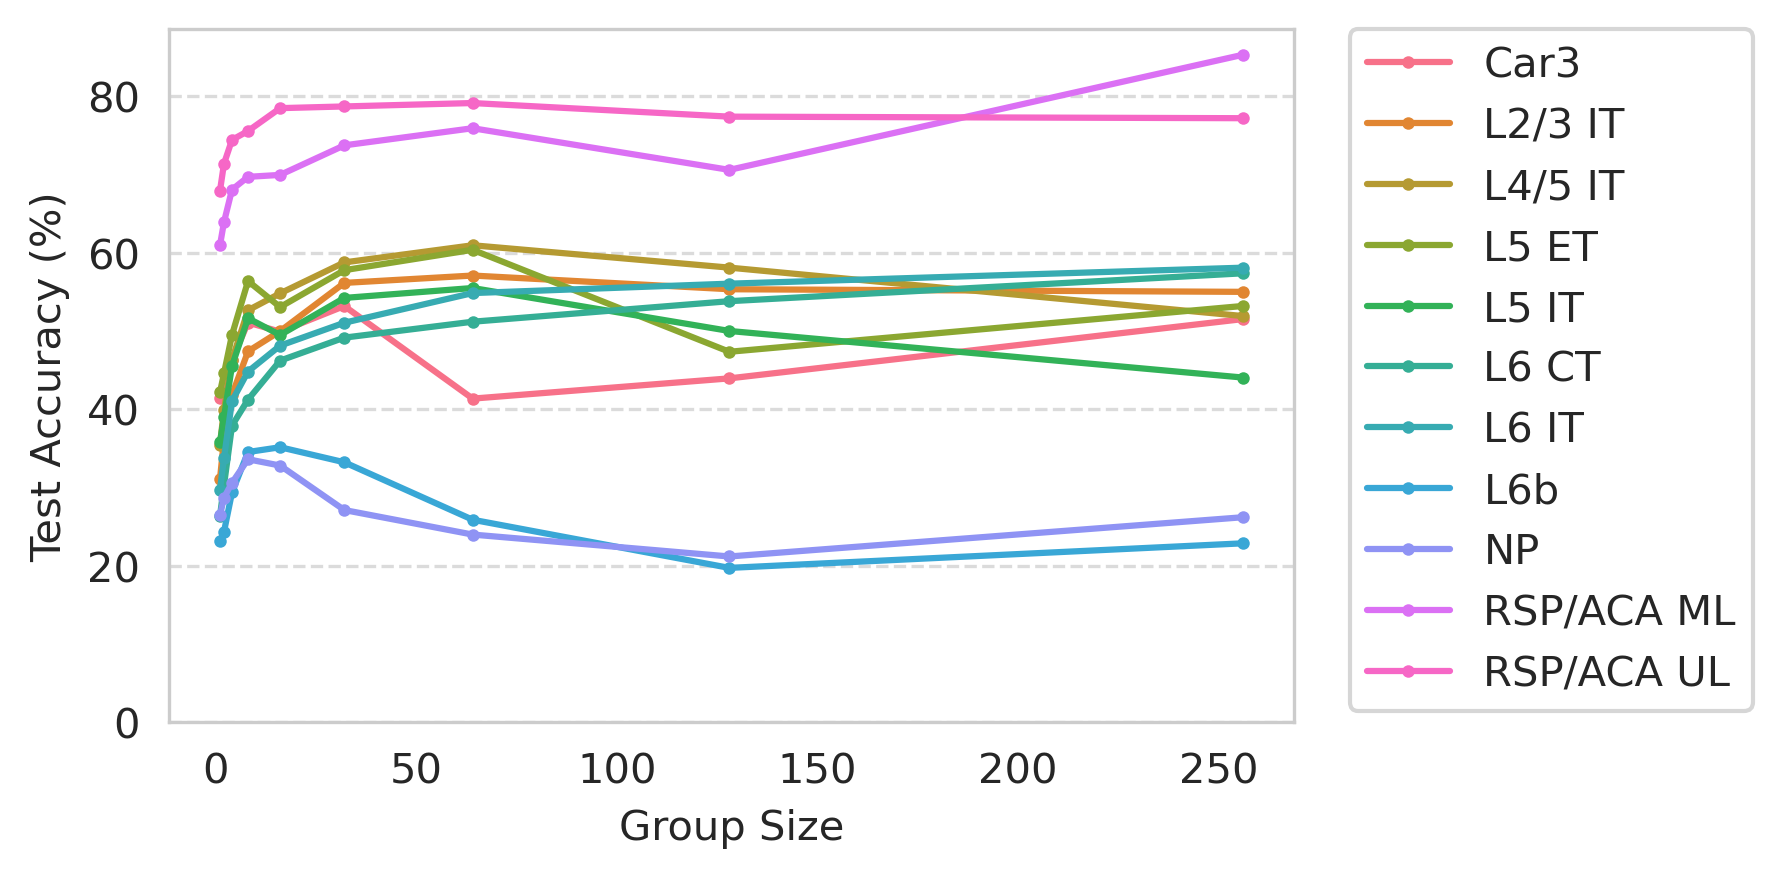 80
60
40
20
0
0
50
100
150
200
250
Test Accuracy (%)
Group Size
Car3
L2/3 IT
L4/5 IT
L5 ET
L5 IT
L6 CT
L6 IT
L6b
NP
RSP/ACA ML
RSP/ACA UL